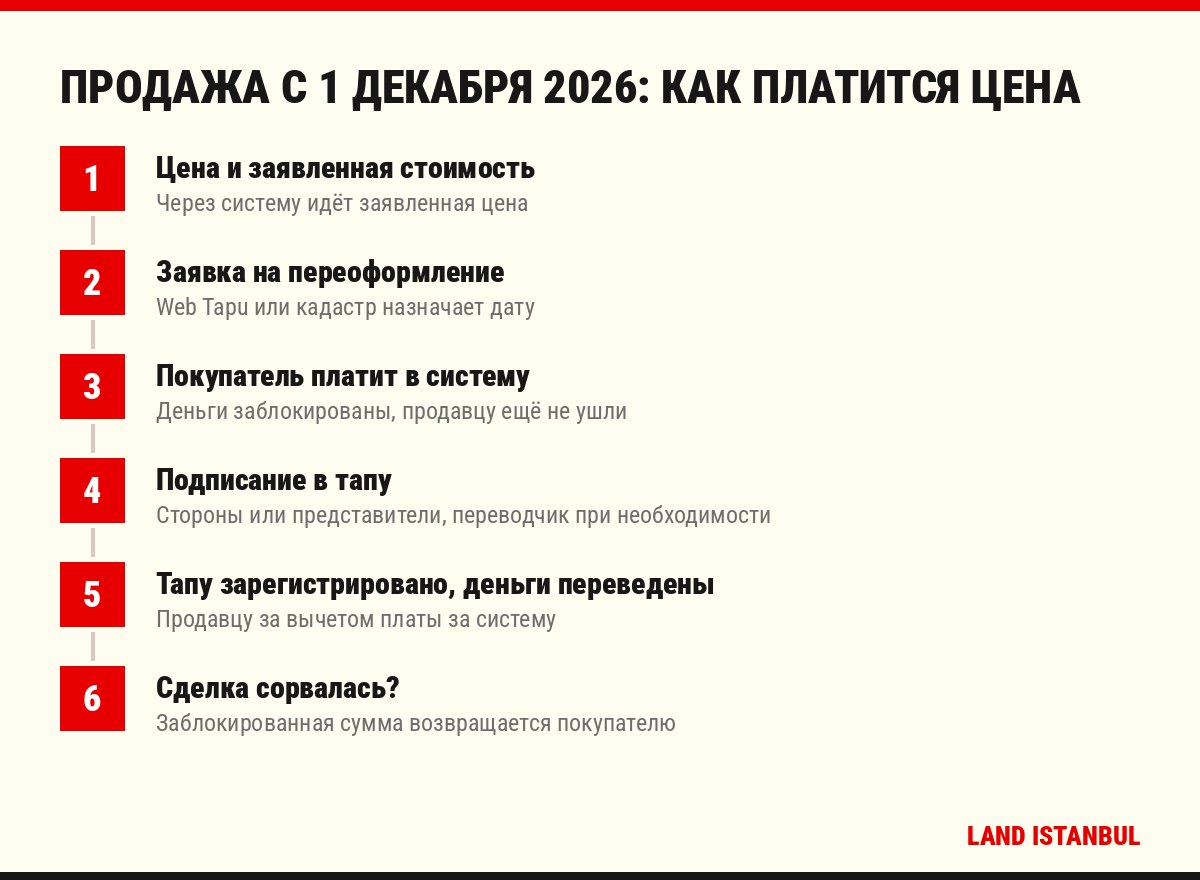 ПРОДАЖА С 1 ДЕКАБРЯ 2026: КАК ПЛАТИТСЯ ЦЕНА
1
Цена и заявленная стоимость
Через систему идёт заявленная цена
2
Заявка на переоформление
Web Tapu или кадастр назначает дату
3
Покупатель платит в систему
Деньги заблокированы, продавцу ещё не ушли
4
Подписание в тапу
Стороны или представители, переводчик при необходимости
5
Тапу зарегистрировано, деньги переведены
Продавцу за вычетом платы за систему
6
Сделка сорвалась?
Заблокированная сумма возвращается покупателю
LAND ISTANBUL